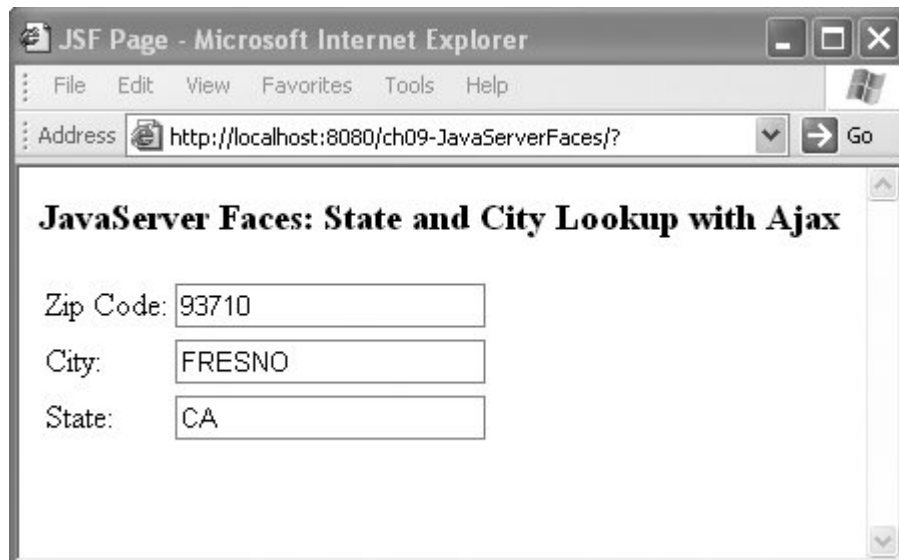 JSF Page - Microsoft Internet Explorer
File Edit View Favorites Tools Help
Address http://localhost:8080/ch09-JavaServerFaces/? Go
JavaServer Faces: State and City Lookup with Ajax
Zip Code: 93710
City: FRESNO
State: CA